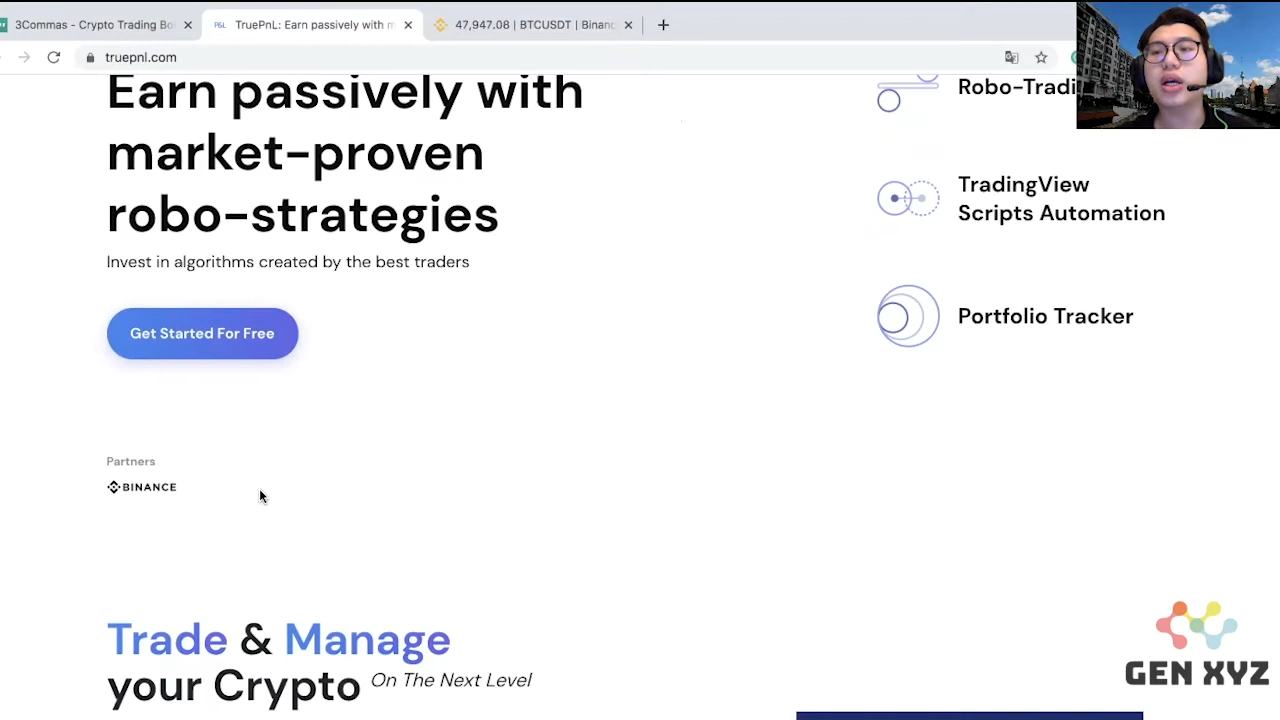 3Commas - Crypto Trading Bo
P&L TruePnL: Earn passively with m
47,947.08 | BTCUSDT | Binanc
truepnl.com
Earn passively with
market-proven
robo-strategies
Invest in algorithms created by the best traders
Get Started For Free
Robo-Tradi
TradingView
Scripts Automation
Portfolio Tracker
Partners
BINANCE
Trade & Manage
your Crypto On The Next Level
GEN XYZ